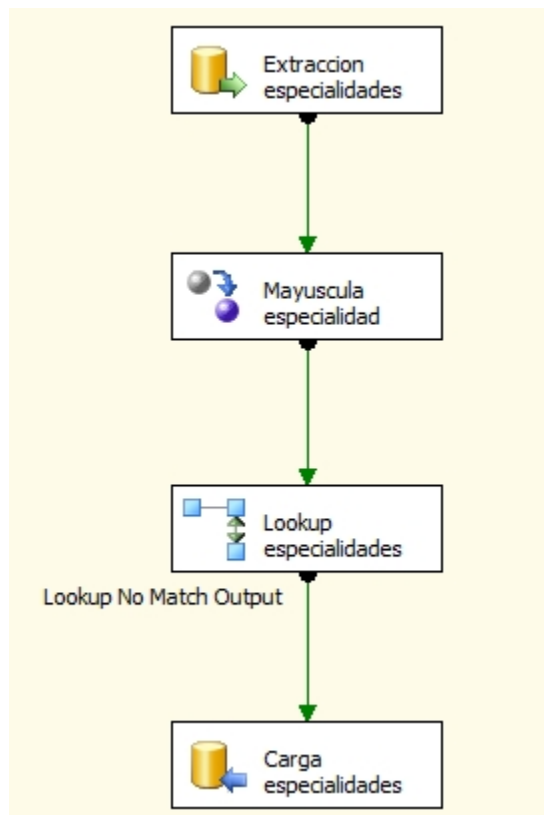 Extraccion
especialidades
Mayuscula
especialidad
Lookup
especialidades
Lookup No Match Output
Carga
especialidades